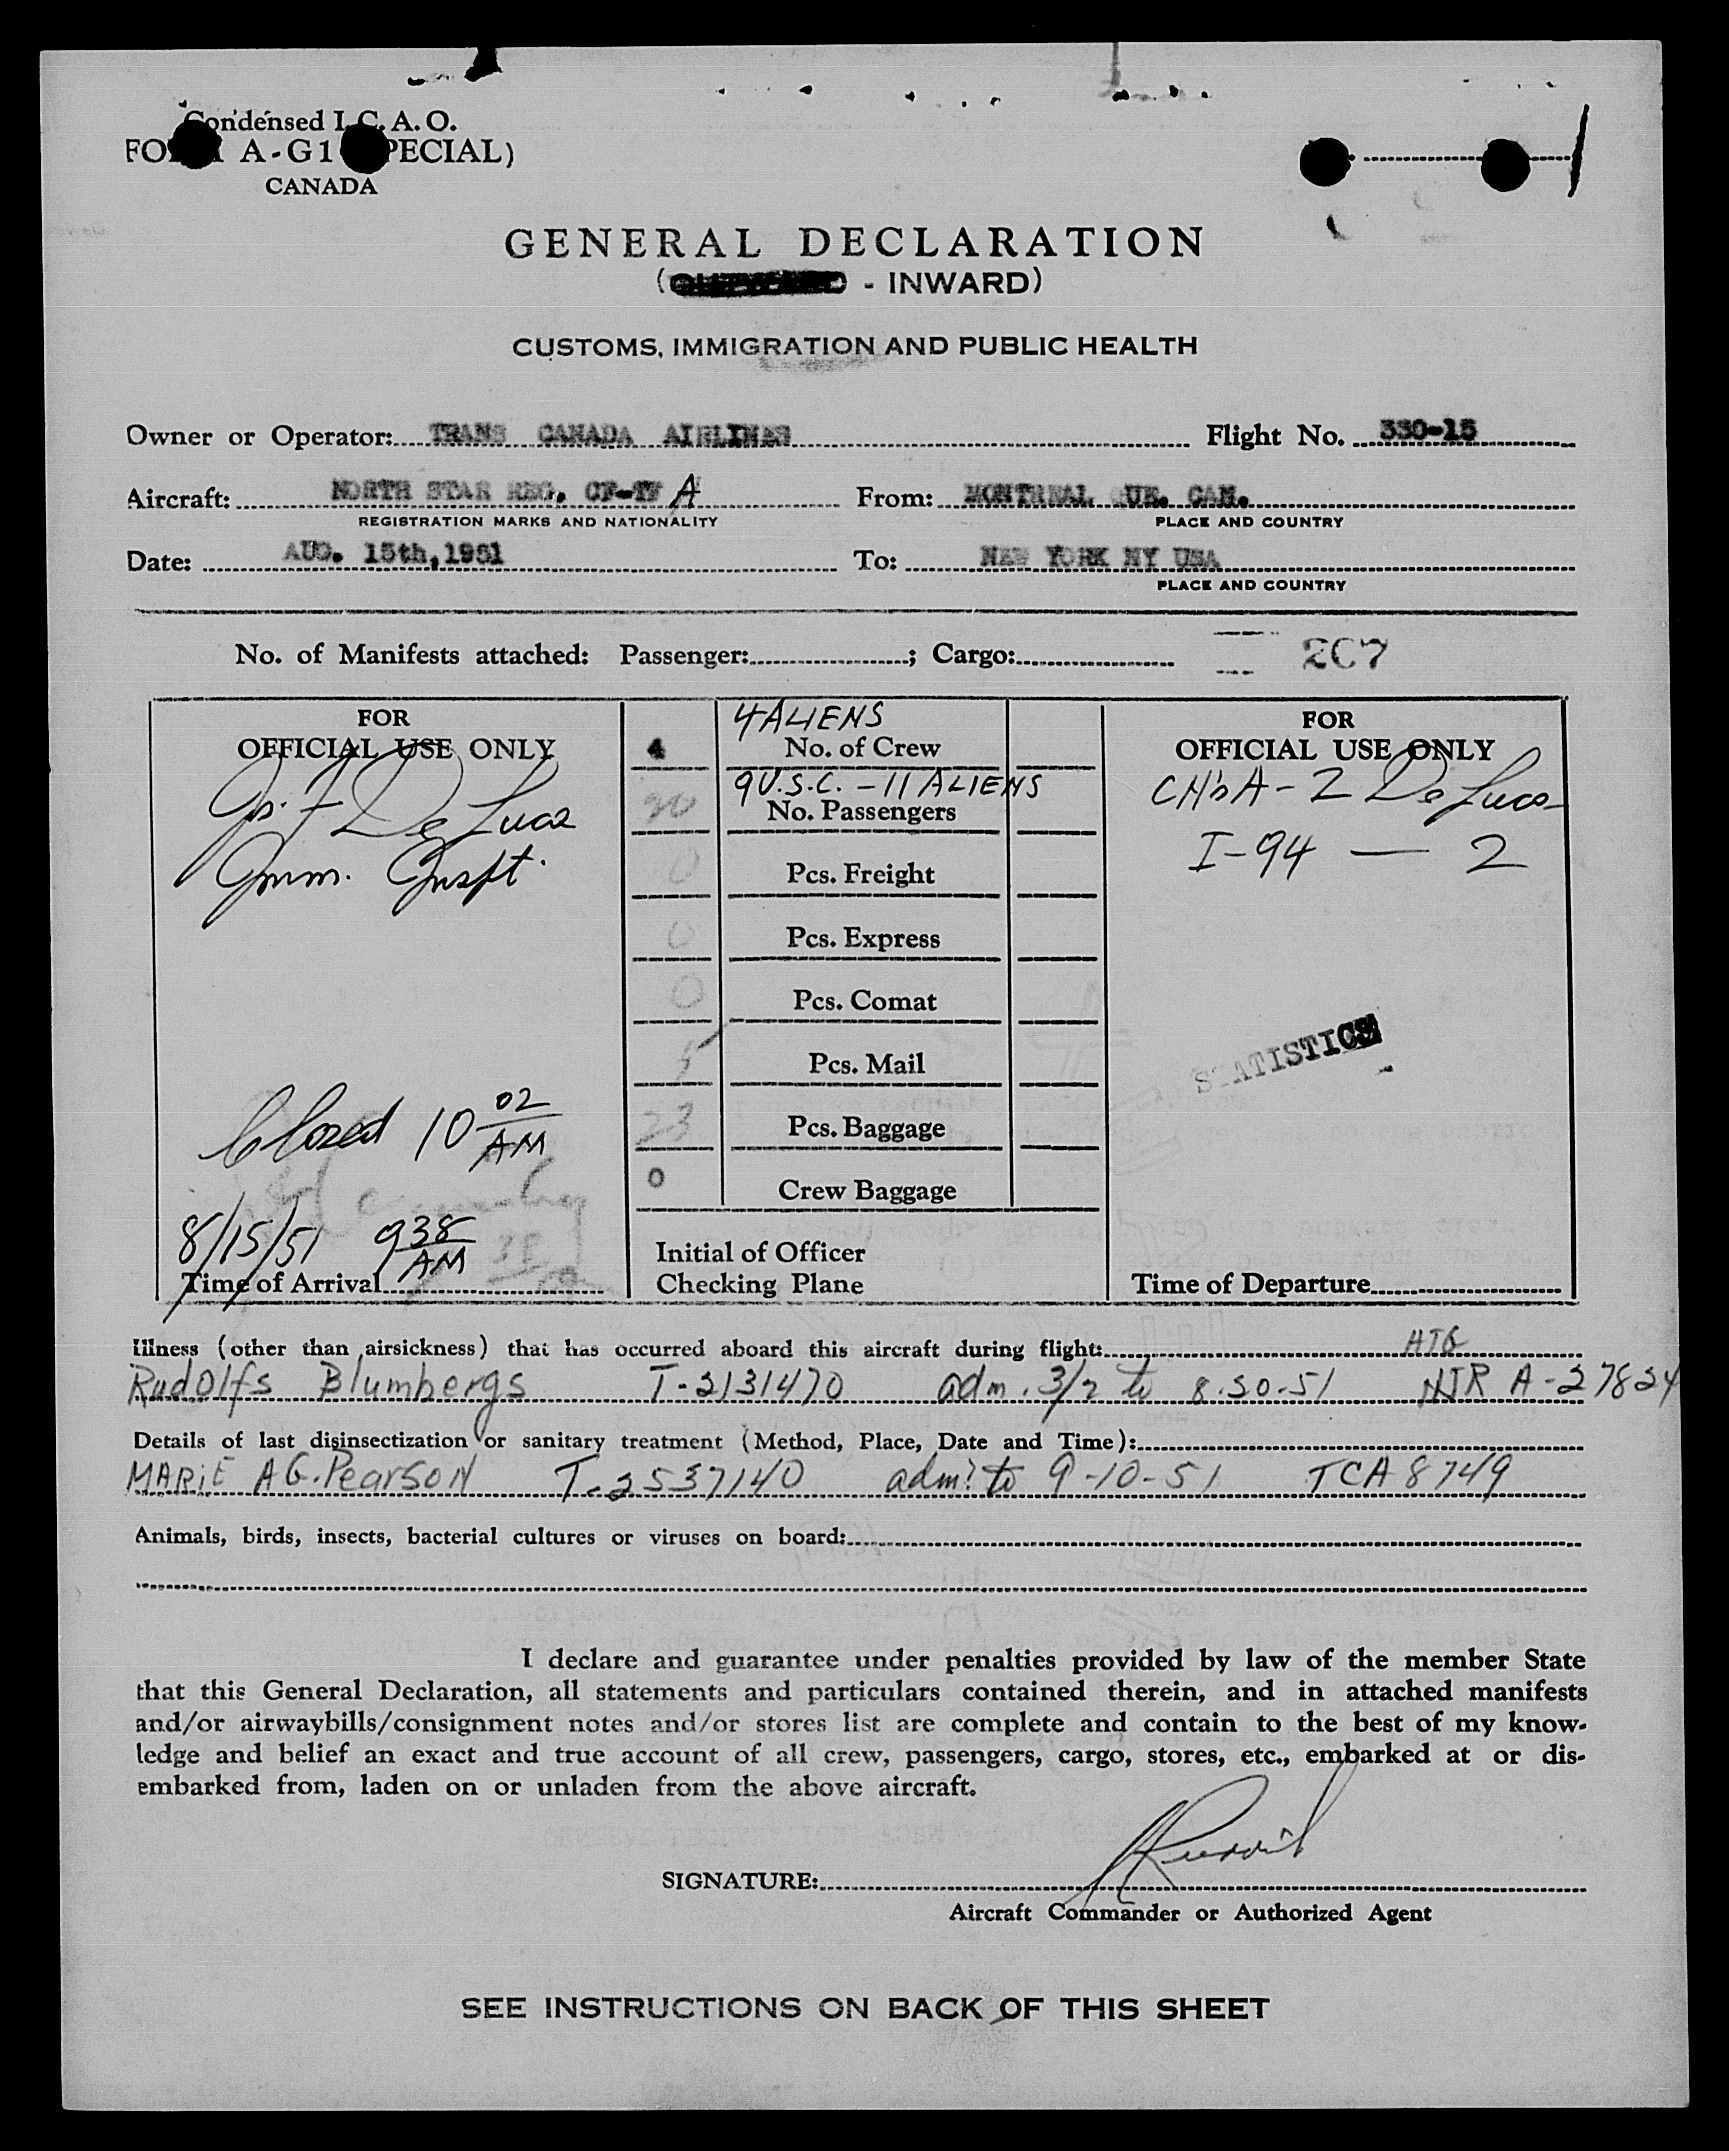 Condensed I.C.A.O.
FORM A-G1 (SPECIAL)
CANADA
GENERAL DECLARATION
( - INWARD)
CUSTOMS, IMMIGRATION AND PUBLIC HEALTH
Owner or Operator: TRANS CANADA AIRLINES Flight No. 330-15
Aircraft: NORTH STAR REG. CF-TF A From: MONTREAL QUE. CAN.
REGISTRATION MARKS AND NATIONALITY PLACE AND COUNTRY
Date: AUG. 15th, 1951 To: NEW YORK NY USA
PLACE AND COUNTRY
No. of Manifests attached: Passenger: ; Cargo: 207
FOR OFFICIAL USE ONLY
De Luca
Imm. Inspt.
Closed 10 02 AM
8/15/51 9 38 AM
Time of Arrival
4 ALIENS
4 No. of Crew
9 U.S.C. - 11 ALIENS
20 No. Passengers
0 Pcs. Freight
0 Pcs. Express
0 Pcs. Comat
Pcs. Mail
23 Pcs. Baggage
0 Crew Baggage
Initial of Officer
Checking Plane
FOR
OFFICIAL USE ONLY
A - 2 De Luca
I-94 — 2
STATISTICS
Time of Departure
Illness (other than airsickness) that has occurred aboard this aircraft during flight:
Rudolfs Blumbergs T-2131470 adm. 3/2 to 8.30-51 A-27824
Details of last disinsectization or sanitary treatment (Method, Place, Date and Time):
MARIE A G. Pearson T-2537140 adm. to 9-10-51 TCA 8749
Animals, birds, insects, bacterial cultures or viruses on board:
I declare and guarantee under penalties provided by law of the member State
that this General Declaration, all statements and particulars contained therein, and in attached manifests
and/or airwaybills/consignment notes and/or stores list are complete and contain to the best of my know-
ledge and belief an exact and true account of all crew, passengers, cargo, stores, etc., embarked at or dis-
embarked from, laden on or unladen from the above aircraft.
SIGNATURE:
Aircraft Commander or Authorized Agent
SEE INSTRUCTIONS ON BACK OF THIS SHEET